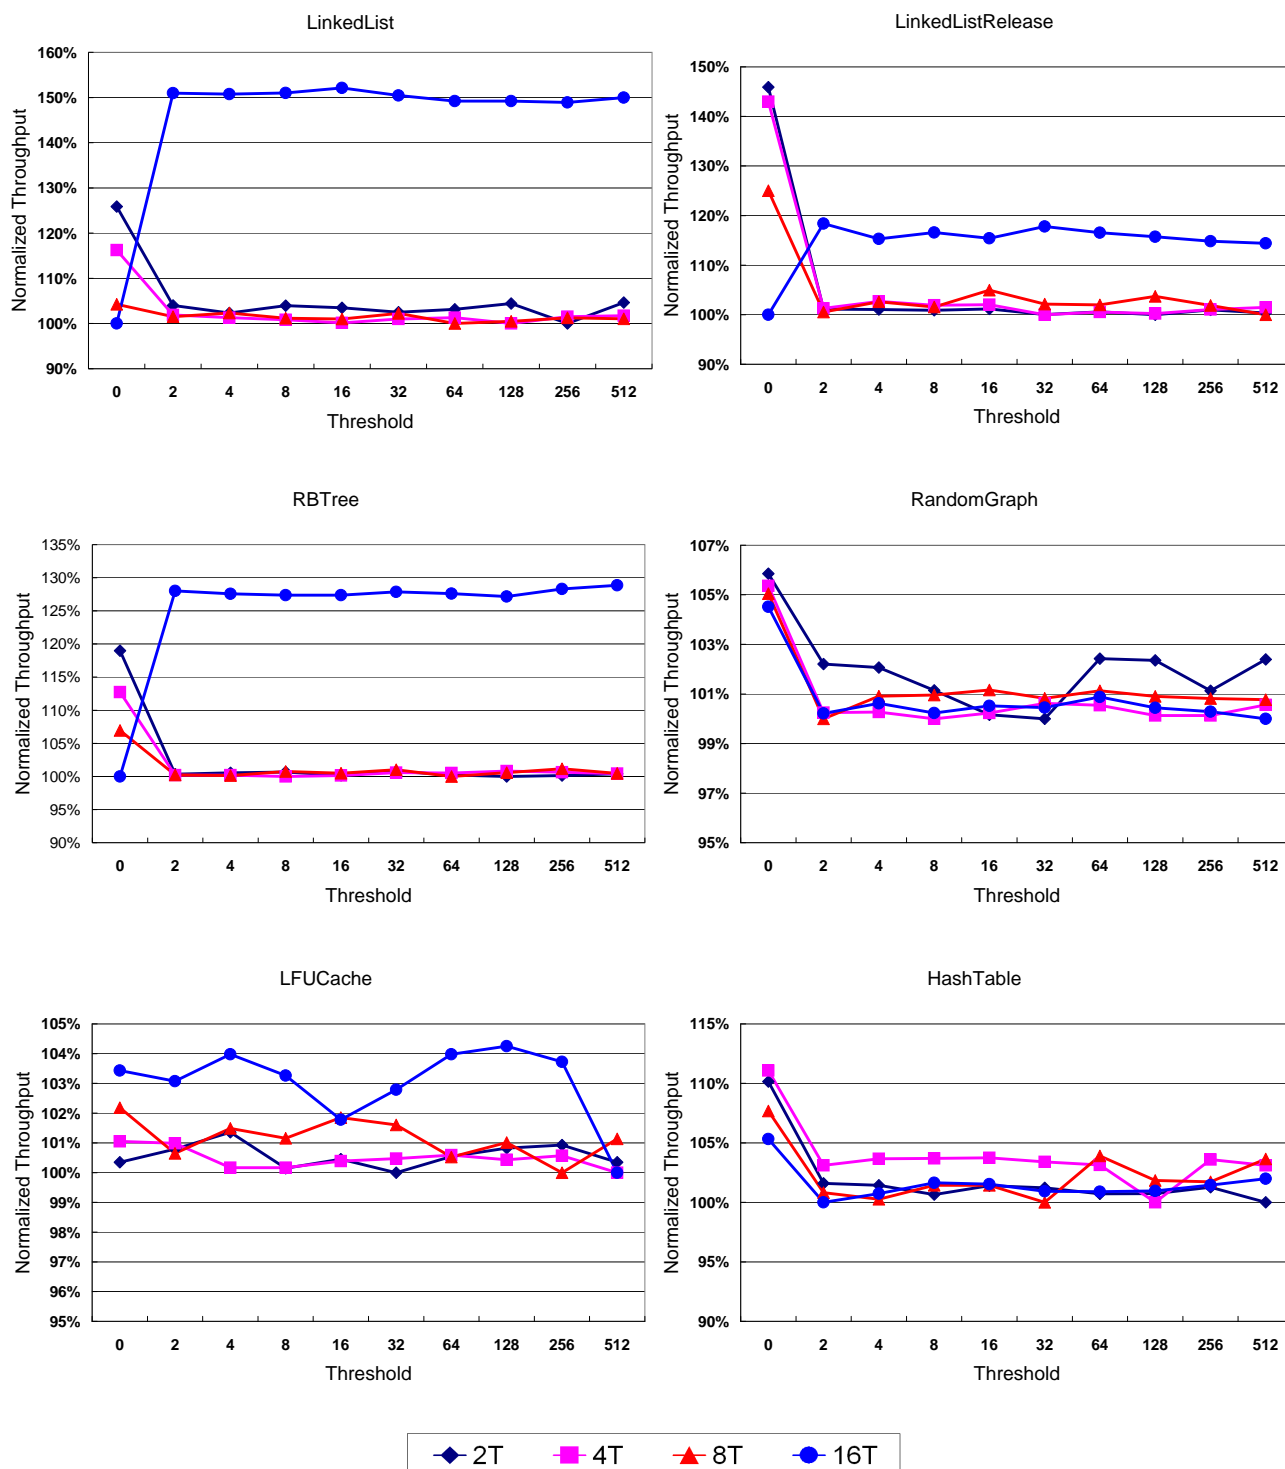 LinkedList
160%
150%
140%
130%
120%
110%
100%
90%
Normalized Throughput
0 2 4 8 16 32 64 128 256 512
Threshold
LinkedListRelease
150%
140%
130%
120%
110%
100%
90%
Normalized Throughput
0 2 4 8 16 32 64 128 256 512
Threshold
RBTree
135%
130%
125%
120%
115%
110%
105%
100%
95%
90%
Normalized Throughput
0 2 4 8 16 32 64 128 256 512
Threshold
RandomGraph
107%
105%
103%
101%
99%
97%
95%
Normalized Throughput
0 2 4 8 16 32 64 128 256 512
Threshold
LFUCache
105%
104%
103%
102%
101%
100%
99%
98%
97%
96%
95%
Normalized Throughput
0 2 4 8 16 32 64 128 256 512
Threshold
HashTable
115%
110%
105%
100%
95%
90%
Normalized Throughput
0 2 4 8 16 32 64 128 256 512
Threshold
2T 4T 8T 16T